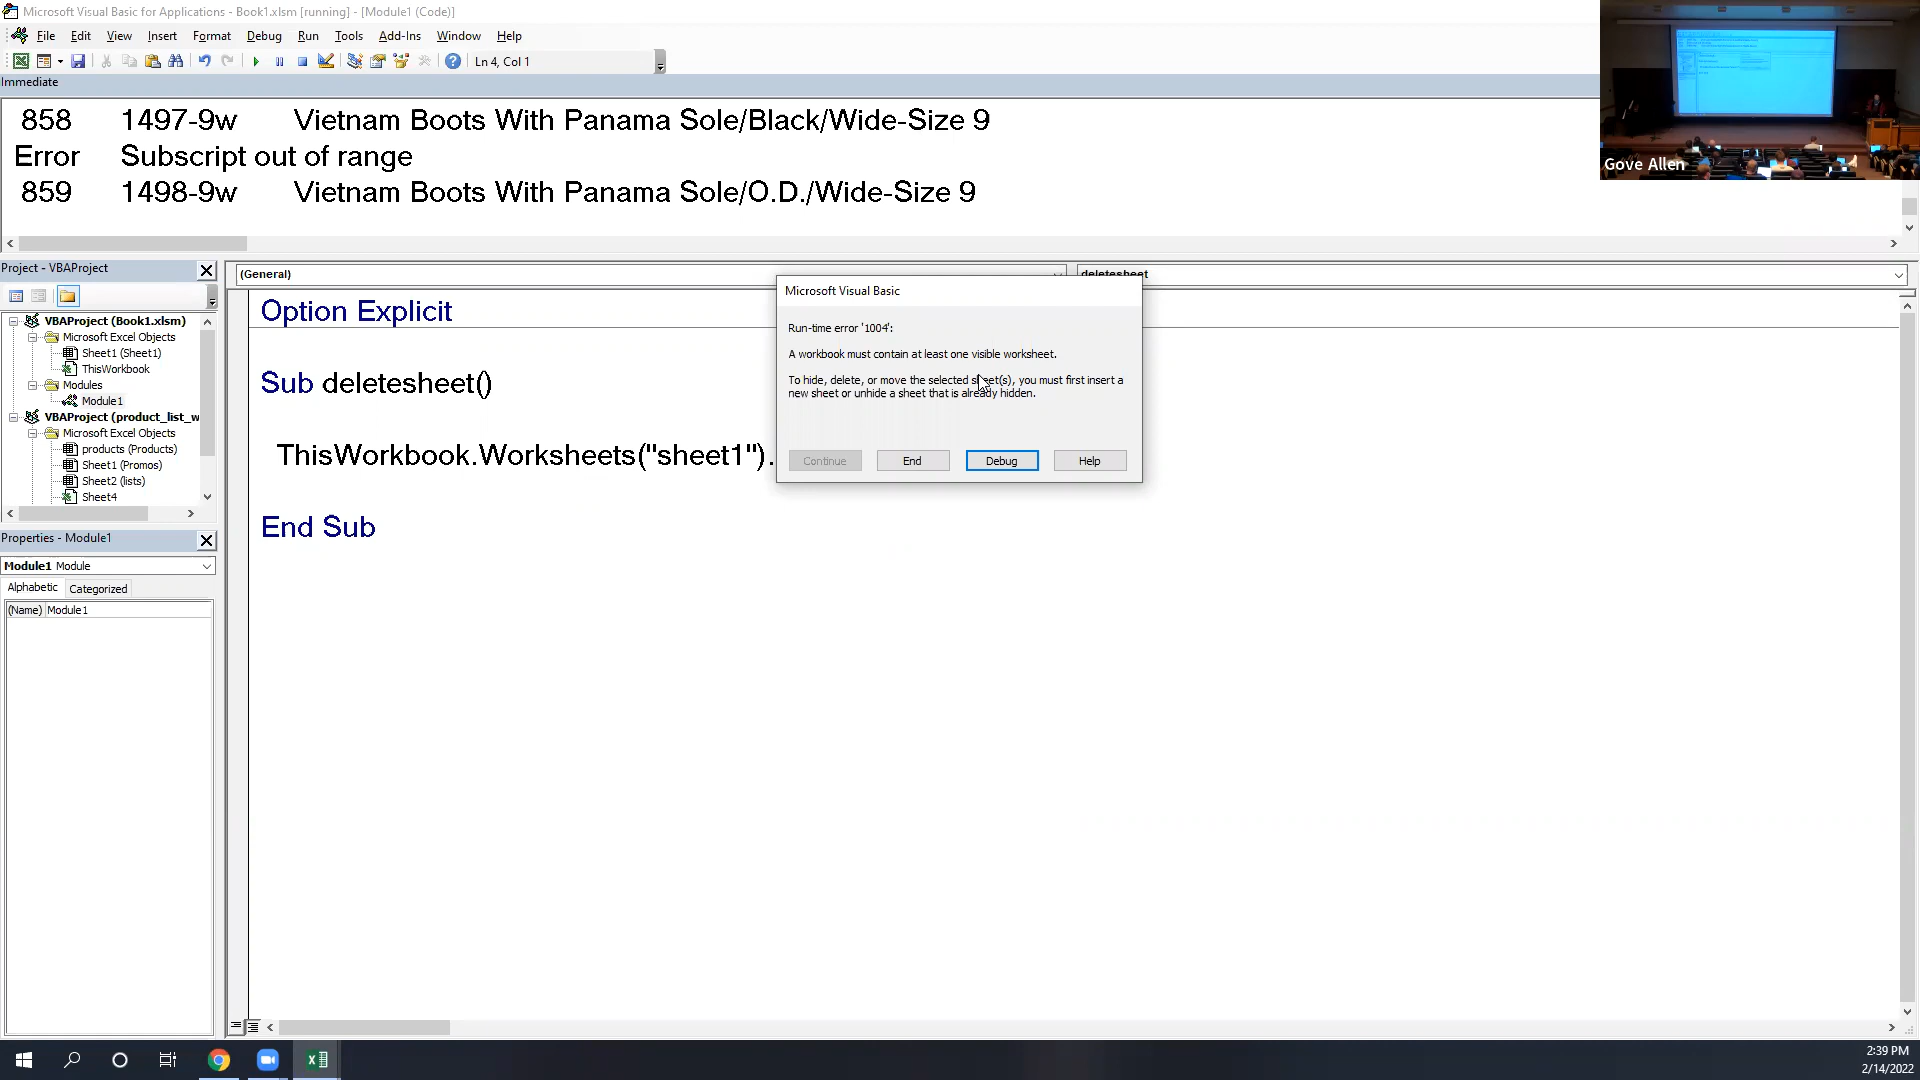 Microsoft Visual Basic for Applications - Book1.xlsm [running] - [Module1 (Code)]
File Edit View Insert Format Debug Run Tools Add-Ins Window Help
Ln 4, Col 1
Immediate
858 1497-9w Vietnam Boots With Panama Sole/Black/Wide-Size 9
Error Subscript out of range
859 1498-9w Vietnam Boots With Panama Sole/O.D./Wide-Size 9
Gove Allen
Project - VBAProject
VBAProject (Book1.xlsm)
Microsoft Excel Objects
Sheet1 (Sheet1)
ThisWorkbook
Modules
Module1
VBAProject (product_list_w
Microsoft Excel Objects
products (Products)
Sheet1 (Promos)
Sheet2 (lists)
Sheet4
Properties - Module1
Module1 Module
Alphabetic Categorized
(Name) Module1
(General) deletesheet
Option Explicit
Sub deletesheet()
ThisWorkbook.Worksheets("sheet1").
End Sub
Microsoft Visual Basic
Run-time error '1004':
A workbook must contain at least one visible worksheet.
To hide, delete, or move the selected sheet(s), you must first insert a
new sheet or unhide a sheet that is already hidden.
Continue End Debug Help
2:39 PM
2/14/2022